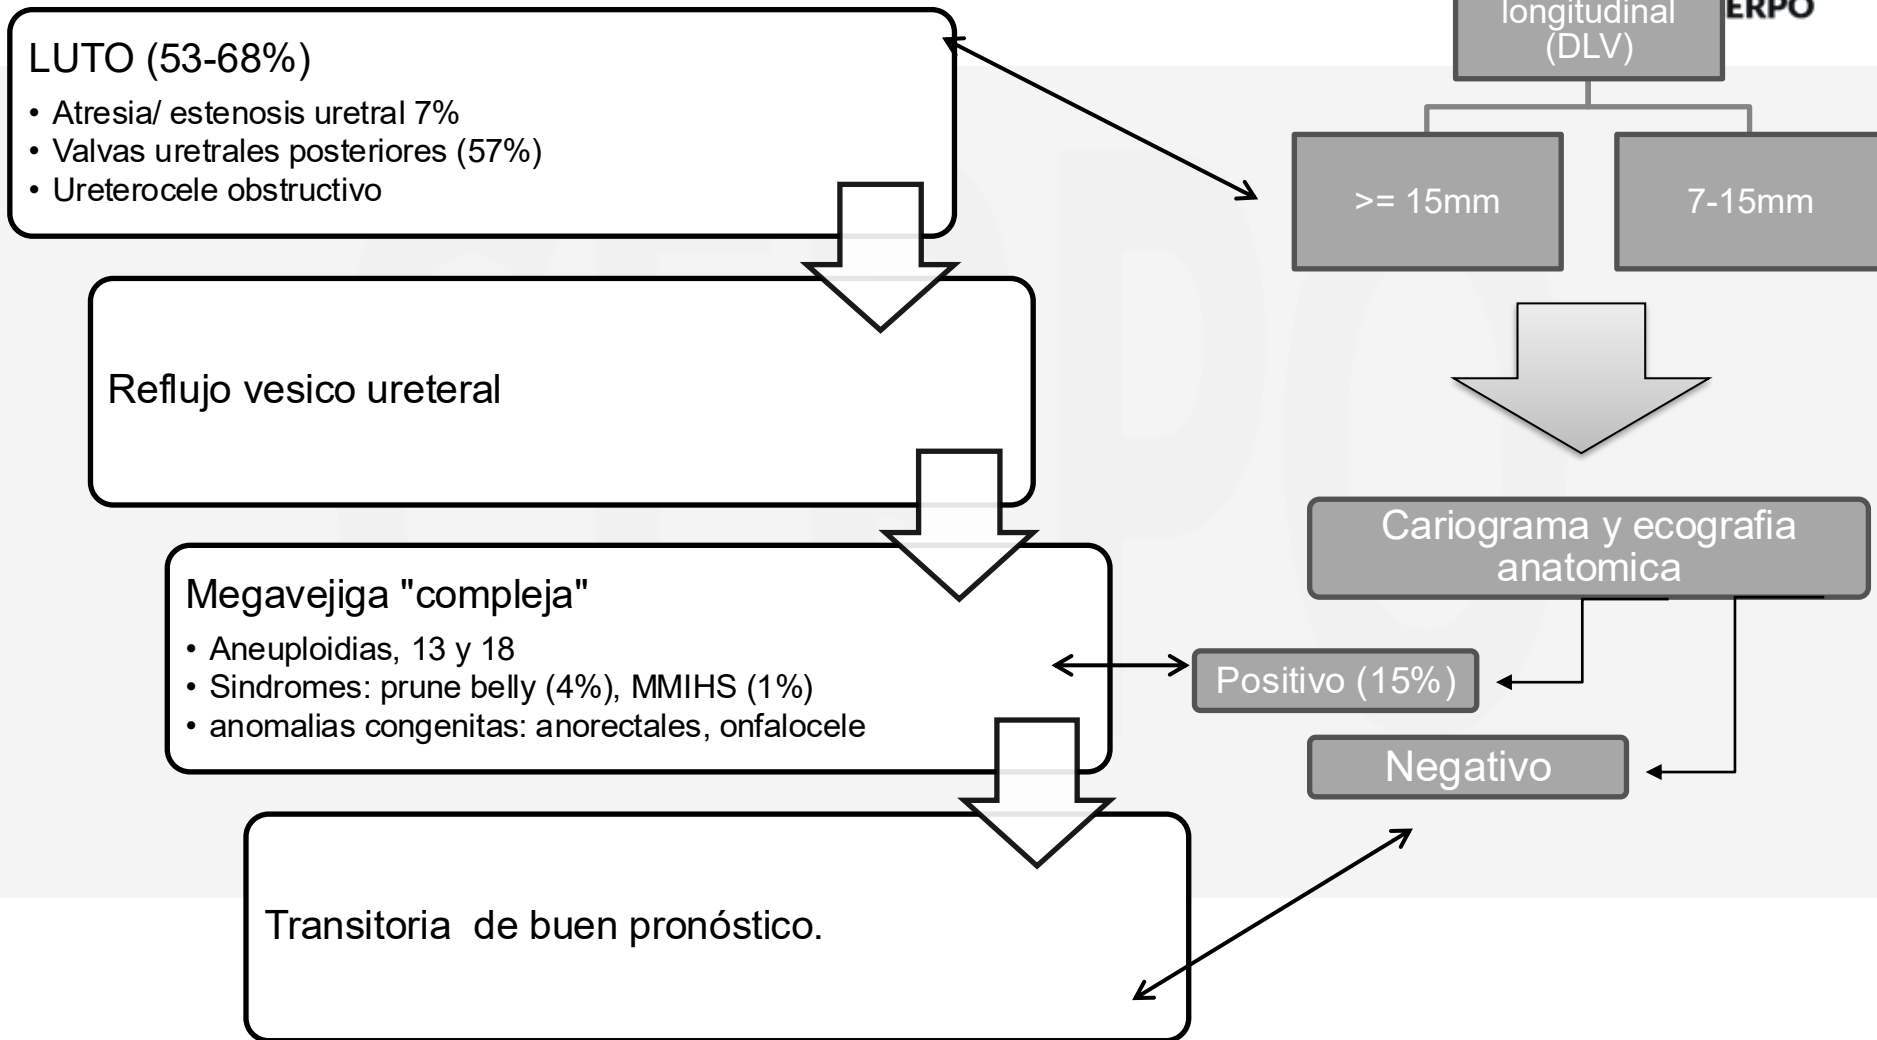 LUTO (53-68%)
• Atresia/ estenosis uretral 7%
• Valvas uretrales posteriores (57%)
• Ureterocele obstructivo
Reflujo vesico ureteral
Megavejiga "compleja"
• Aneuploidias, 13 y 18
• Sindromes: prune belly (4%), MMIHS (1%)
• anomalias congenitas: anorectales, onfalocele
Transitoria de buen pronóstico.
longitudinal
(DLV)
ERPO
>= 15mm
7-15mm
Cariograma y ecografia
anatomica
Positivo (15%)
Negativo